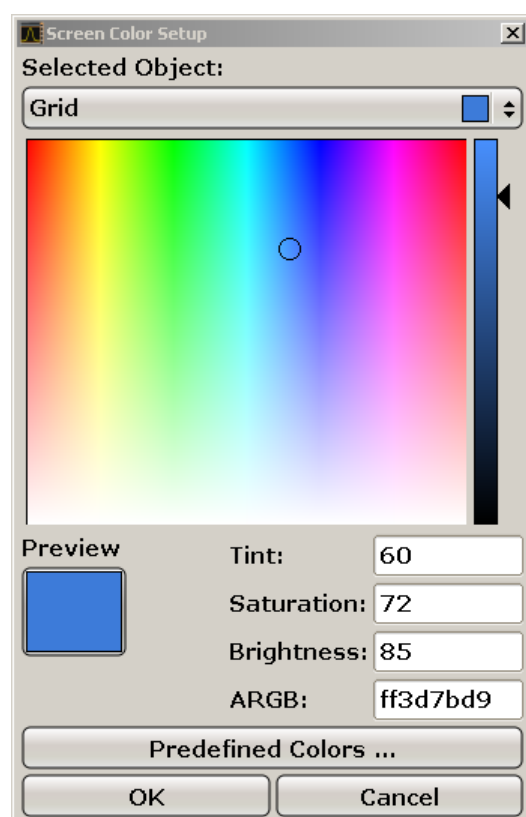 Screen Color Setup
Selected Object:
Grid
Preview
Tint: 60
Saturation: 72
Brightness: 85
ARGB: ff3d7bd9
Predefined Colors ...
OK Cancel